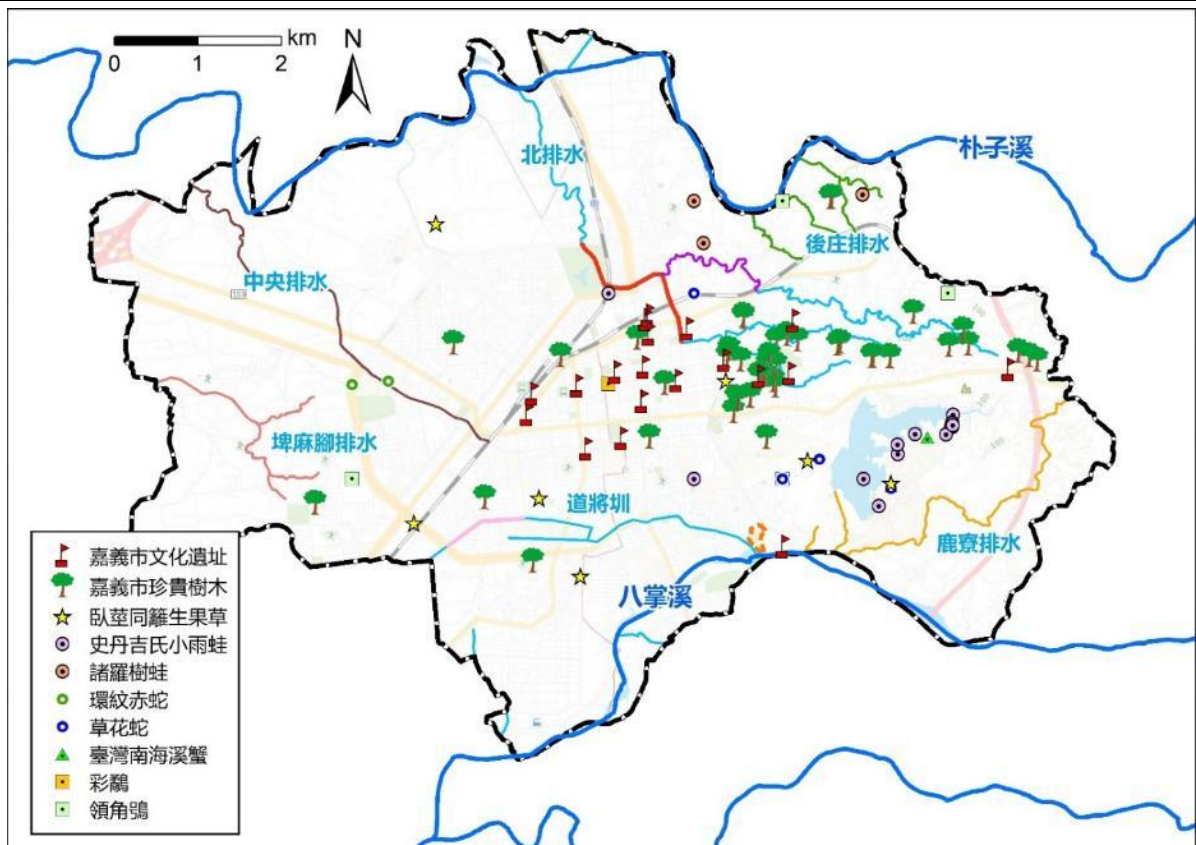 km
0 1 2
N
朴子溪
北排水
後庄排水
中央排水
159
埤麻腳排水
道將圳
八掌溪
鹿寮排水
100
100
嘉義市文化遺址
嘉義市珍貴樹木
臥莖同籬生果草
史丹吉氏小雨蛙
諸羅樹蛙
環紋赤蛇
草花蛇
臺灣南海溪蟹
彩鷸
領角鴞